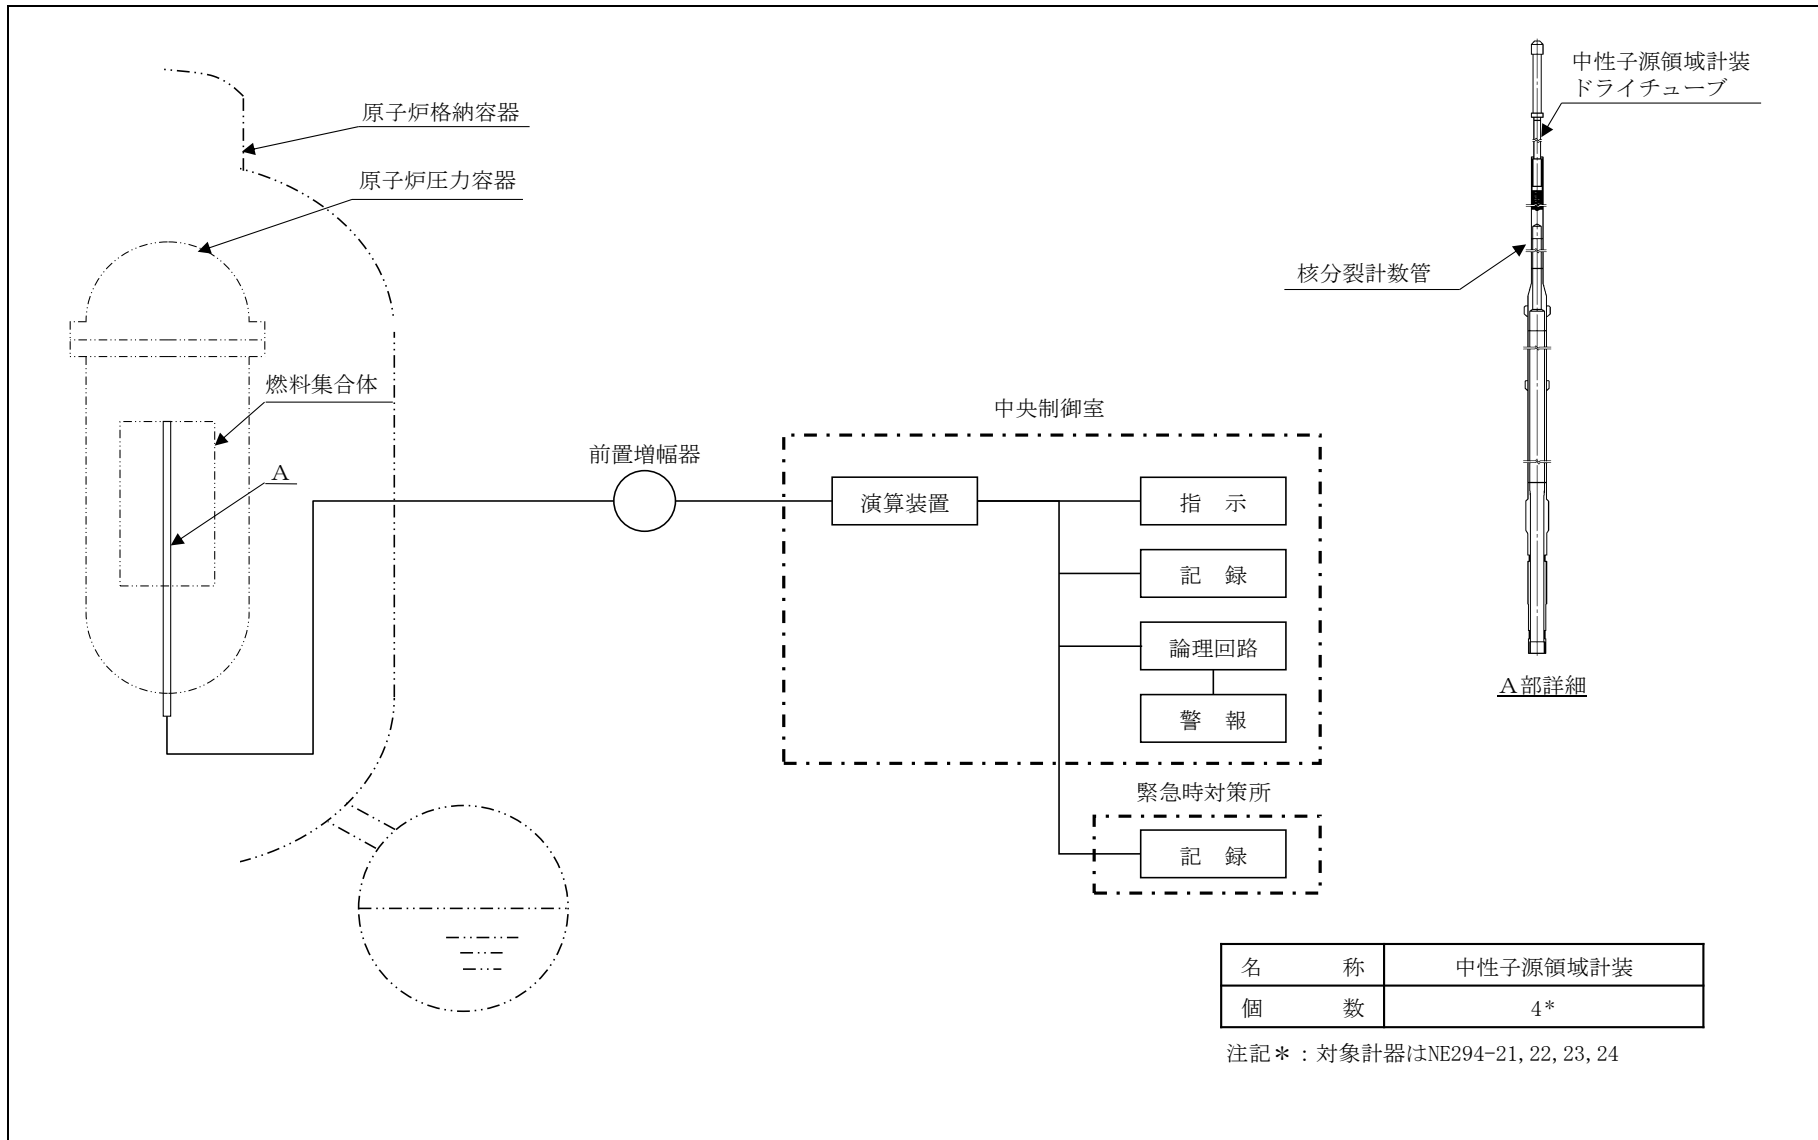 原子炉格納容器
原子炉圧力容器
燃料集合体
A
前置増幅器
中央制御室
演算装置
指　示
記　録
論理回路
警　報
緊急時対策所
記　録
中性子源領域計装
ドライチューブ
核分裂計数管
A部詳細
名　称　中性子源領域計装
個　数　4*
注記＊：対象計器はNE294-21, 22, 23, 24